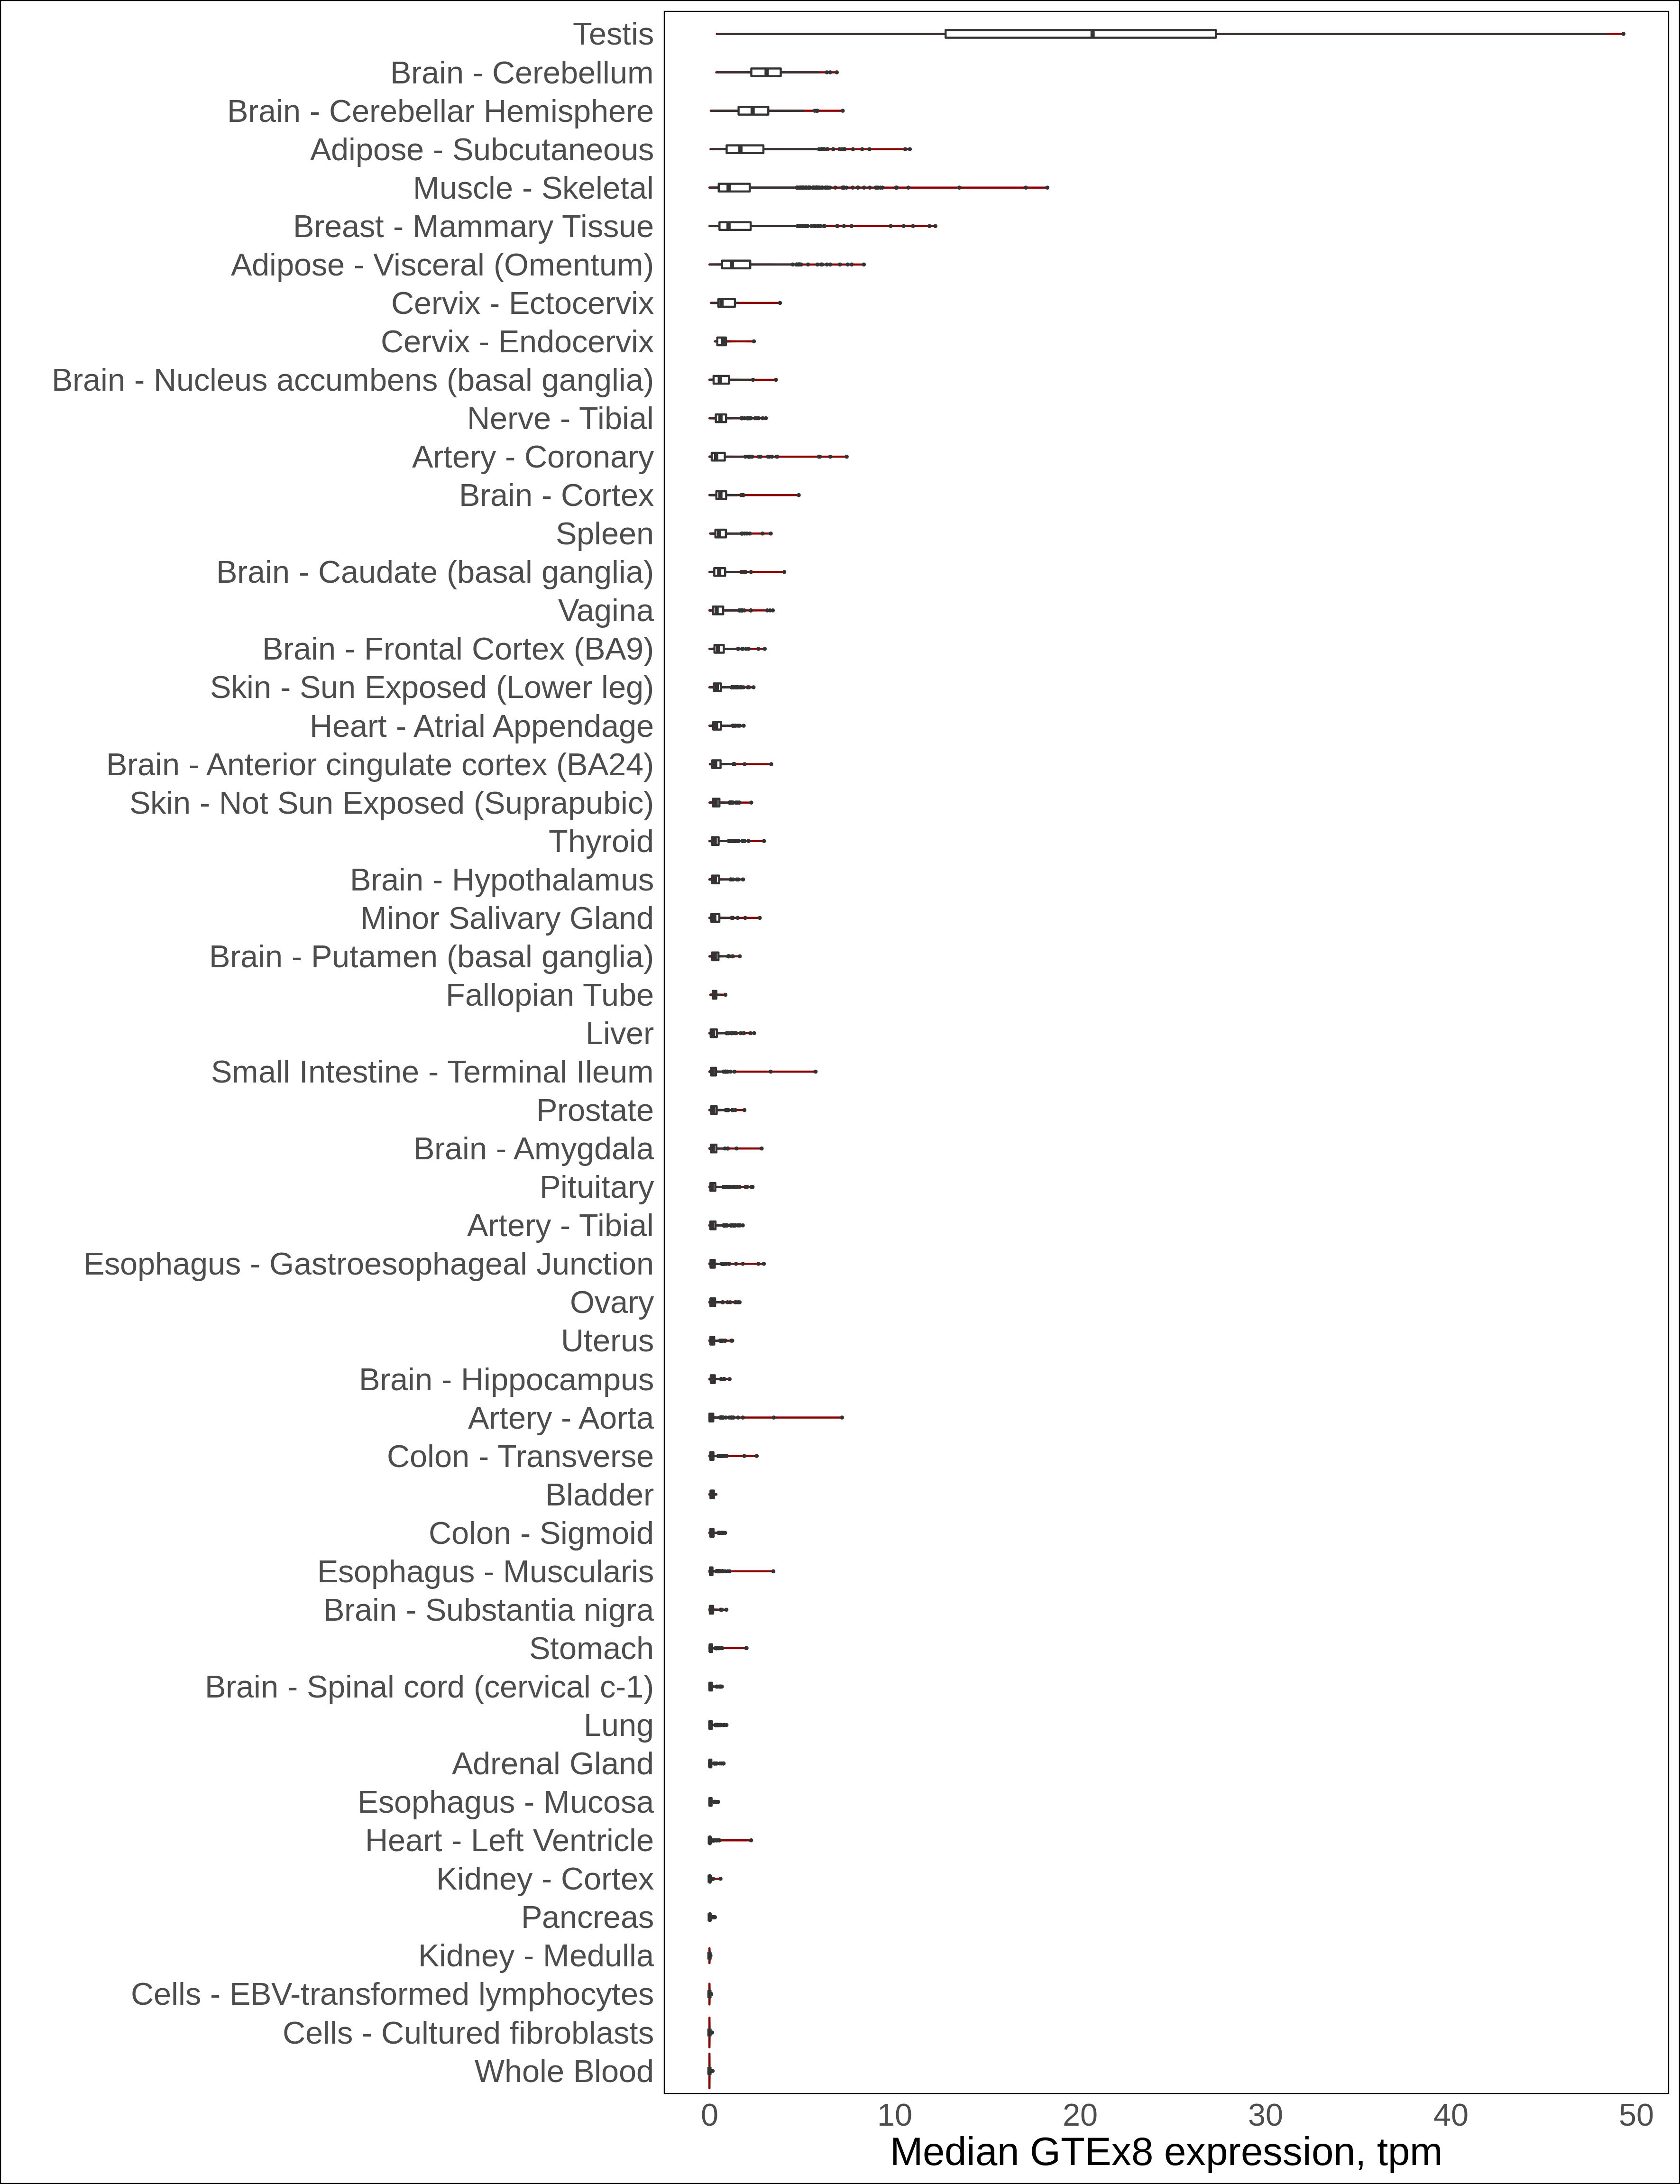 Testis
Brain - Cerebellum
Brain - Cerebellar Hemisphere
Adipose - Subcutaneous
Muscle - Skeletal
Breast - Mammary Tissue
Adipose - Visceral (Omentum)
Cervix - Ectocervix
Cervix - Endocervix
Brain - Nucleus accumbens (basal ganglia)
Nerve - Tibial
Artery - Coronary
Brain - Cortex
Spleen
Brain - Caudate (basal ganglia)
Vagina
Brain - Frontal Cortex (BA9)
Skin - Sun Exposed (Lower leg)
Heart - Atrial Appendage
Brain - Anterior cingulate cortex (BA24)
Skin - Not Sun Exposed (Suprapubic)
Thyroid
Brain - Hypothalamus
Minor Salivary Gland
Brain - Putamen (basal ganglia)
Fallopian Tube
Liver
Small Intestine - Terminal Ileum
Prostate
Brain - Amygdala
Pituitary
Artery - Tibial
Esophagus - Gastroesophageal Junction
Ovary
Uterus
Brain - Hippocampus
Artery - Aorta
Colon - Transverse
Bladder
Colon - Sigmoid
Esophagus - Muscularis
Brain - Substantia nigra
Stomach
Brain - Spinal cord (cervical c-1)
Lung
Adrenal Gland
Esophagus - Mucosa
Heart - Left Ventricle
Kidney - Cortex
Pancreas
Kidney - Medulla
Cells - EBV-transformed lymphocytes
Cells - Cultured fibroblasts
Whole Blood
0 10 20 30 40 50
Median GTEx8 expression, tpm